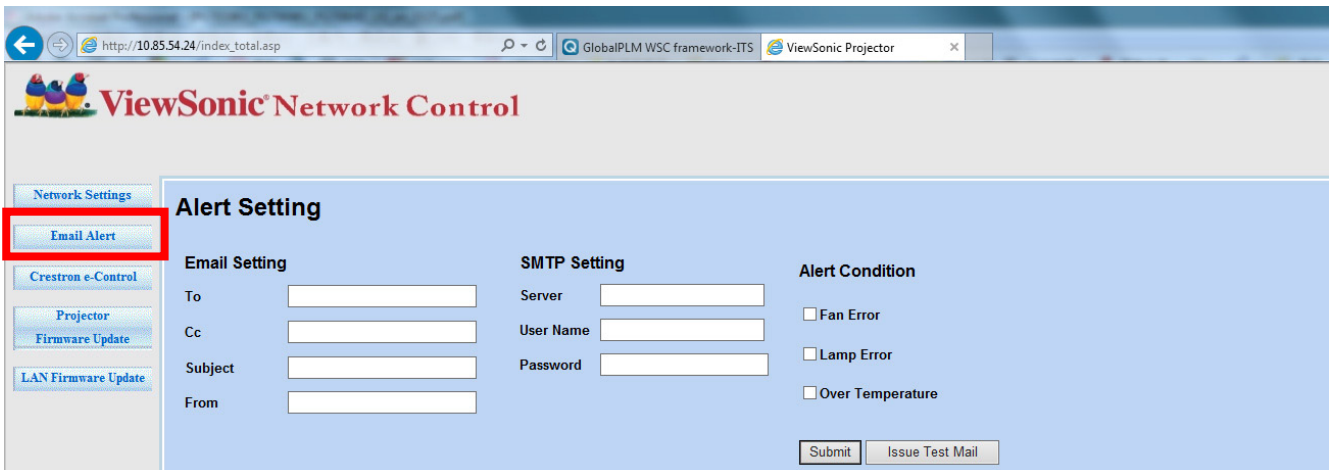 http://10.85.54.24/index_total.asp
GlobalPLM WSC framework-ITS
ViewSonic Projector
ViewSonic® Network Control
Network Settings
Email Alert
Crestron e-Control
Projector
Firmware Update
LAN Firmware Update
Alert Setting
Email Setting
To
Cc
Subject
From
SMTP Setting
Server
User Name
Password
Alert Condition
Fan Error
Lamp Error
Over Temperature
Submit
Issue Test Mail